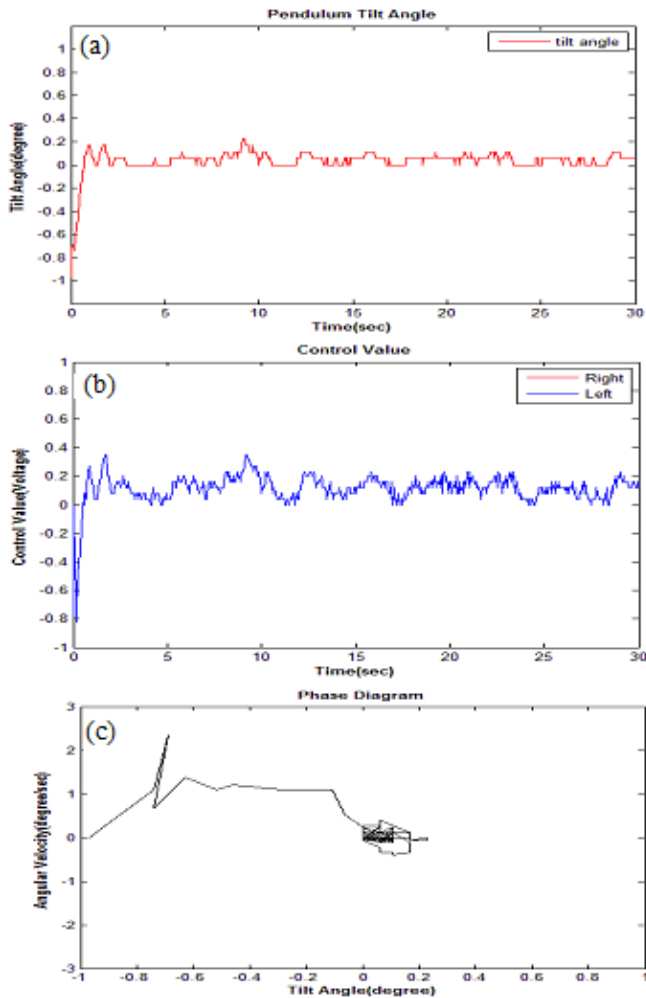 Pendulum Tilt Angle
(a)
tilt angle
Tilt Angle(degree)
1
0.8
0.6
0.4
0.2
0
-0.2
-0.4
-0.6
-0.8
-1
0 5 10 15 20 25 30
Time(sec)
Control Value
(b)
Right
Left
Control Value(Voltage)
1
0.8
0.6
0.4
0.2
0
-0.2
-0.4
-0.6
-0.8
-1
0 5 10 15 20 25 30
Time(sec)
Phase Diagram
(c)
Angular Velocity(degree/sec)
3
2
1
0
-1
-2
-3
-1 -0.8 -0.6 -0.4 -0.2 0 0.2 0.4 0.6 0.8 1
Tilt Angle(degree)